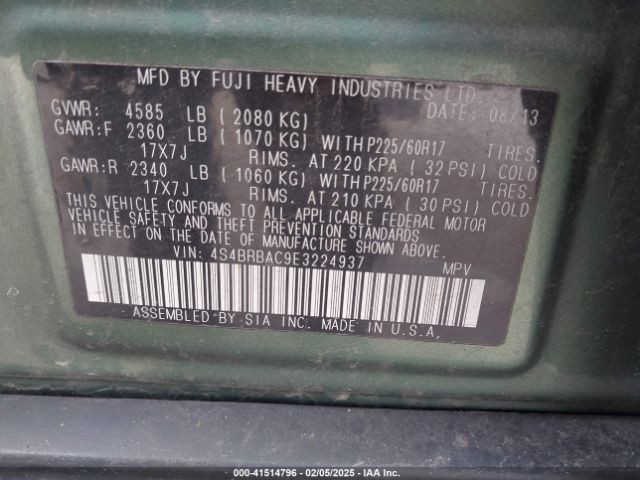 MFD BY FUJI HEAVY INDUSTRIES LTD.
GVWR: 4585 LB (2080 KG) DATE: 08/13
GAWR:F 2360 LB (1070 KG) WITH P225/60R17 TIRES.
17X7J RIMS. AT 220 KPA (32 PSI) COLD
GAWR:R 2340 LB (1060 KG) WITH P225/60R17 TIRES.
17X7J RIMS. AT 210 KPA (30 PSI) COLD
THIS VEHICLE CONFORMS TO ALL APPLICABLE FEDERAL MOTOR
VEHICLE SAFETY AND THEFT PREVENTION STANDARDS
IN EFFECT ON THE DATE OF MANUFACTURE SHOWN ABOVE.
VIN: 4S4BRBAC9E3224937 MPV
ASSEMBLED BY SIA INC. MADE IN U.S.A.
000-41514796 - 02/05/2025 - IAA Inc.